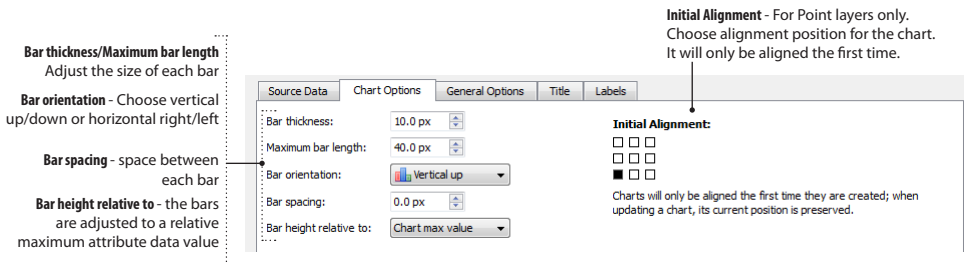 Initial Alignment - For Point layers only.
Choose alignment position for the chart.
It will only be aligned the first time.
Bar thickness/Maximum bar length
Adjust the size of each bar
Bar orientation - Choose vertical
up/down or horizontal right/left
Bar spacing - space between
each bar
Bar height relative to - the bars
are adjusted to a relative
maximum attribute data value
Source Data Chart Options General Options Title Labels
Bar thickness: 10.0 px
Maximum bar length: 40.0 px
Bar orientation: Vertical up
Bar spacing: 0.0 px
Bar height relative to: Chart max value
Initial Alignment:
Charts will only be aligned the first time they are created; when
updating a chart, its current position is preserved.